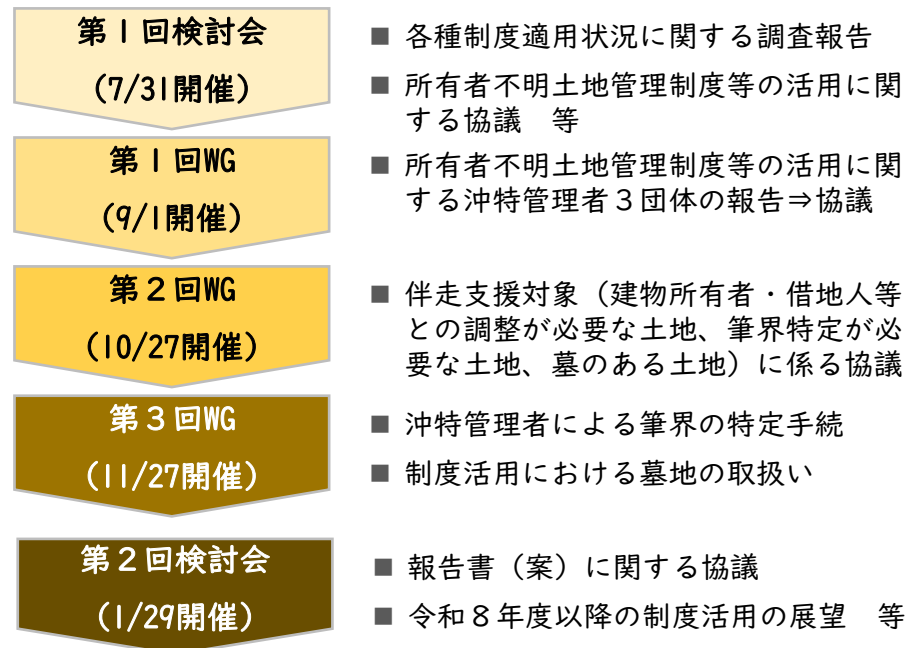 第1回検討会
(7/31開催)
■ 各種制度適用状況に関する調査報告
■ 所有者不明土地管理制度等の活用に関
する協議　等
第1回WG
(9/1開催)
■ 所有者不明土地管理制度等の活用に関
する沖特管理者３団体の報告⇒協議
第２回WG
(10/27開催)
■ 伴走支援対象（建物所有者・借地人等
との調整が必要な土地、筆界特定が必
要な土地、墓のある土地）に係る協議
第３回WG
(11/27開催)
■ 沖特管理者による筆界の特定手続
■ 制度活用における墓地の取扱い
第２回検討会
(1/29開催)
■ 報告書（案）に関する協議
■ 令和８年度以降の制度活用の展望　等